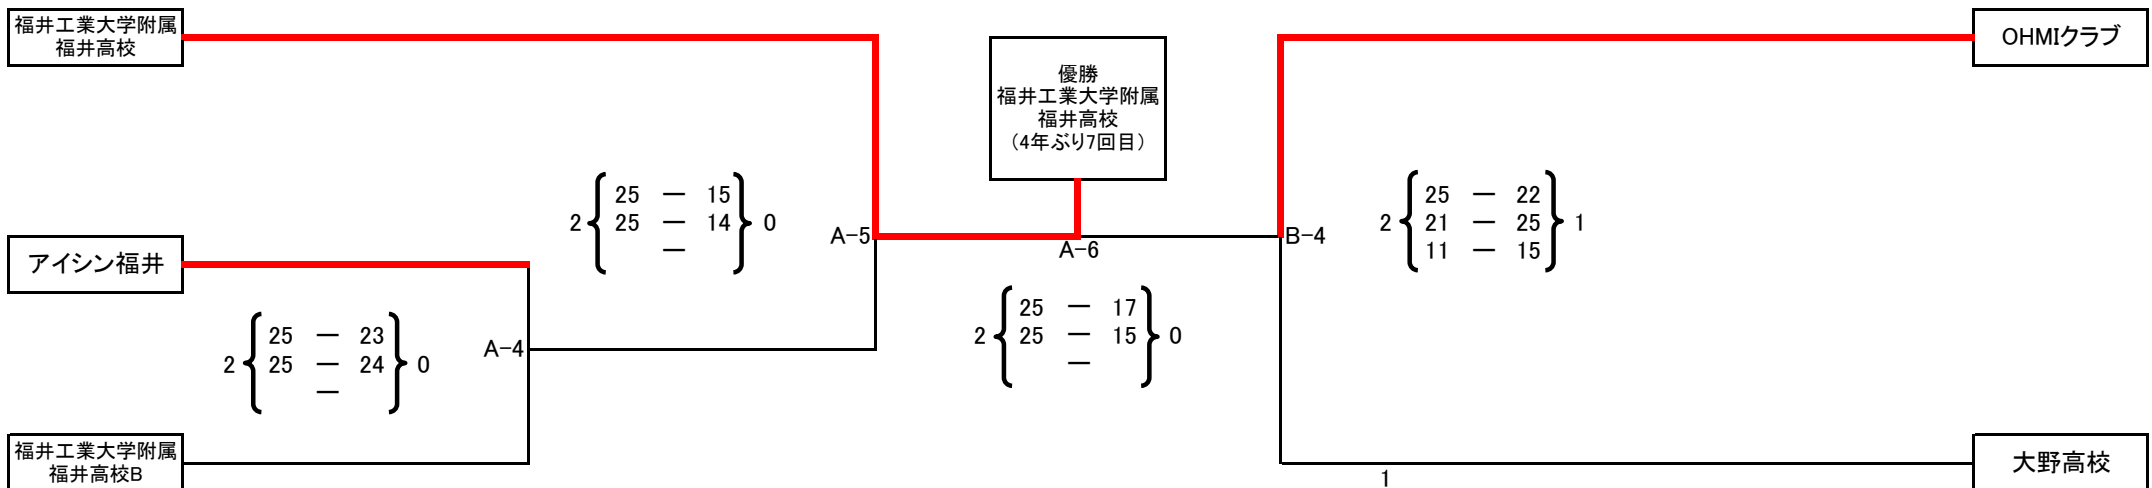 福井工業大学附属
福井高校
OHMIクラブ
優勝
福井工業大学附属
福井高校
（4年ぶり7回目）
25 — 15
2 25 — 14 0
—
A-5
A-6
B-4
25 — 22
2 21 — 25 1
11 — 15
アイシン福井
25 — 23
2 25 — 24 0
—
A-4
25 — 17
2 25 — 15 0
—
福井工業大学附属
福井高校B
1
大野高校